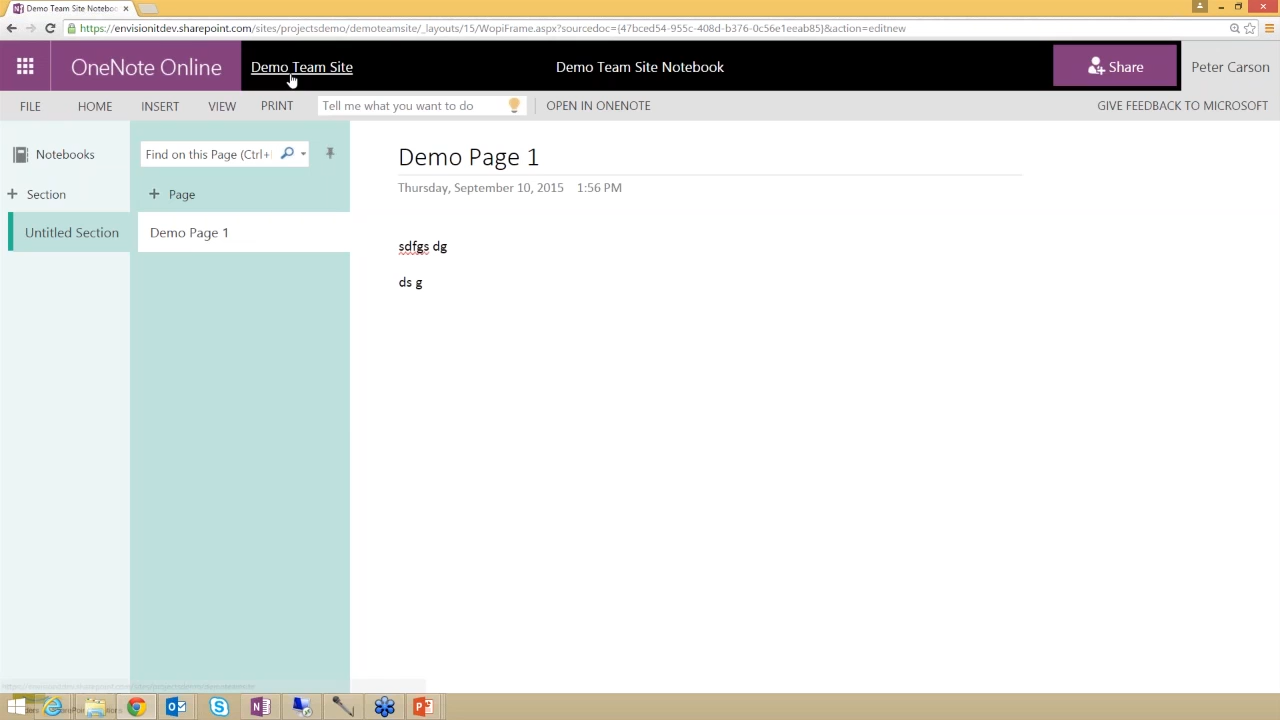 Demo Team Site Noteboo
https://envisionitdev.sharepoint.com/sites/projectsdemo/demoteamsite/_layouts/15/WopiFrame.aspx?sourcedoc={47bced54-955c-408d-b376-0c56e1eeab85}&action=editnew
OneNote Online
Demo Team Site
Demo Team Site Notebook
Share
Peter Carson
FILE
HOME
INSERT
VIEW
PRINT
Tell me what you want to do
OPEN IN ONENOTE
GIVE FEEDBACK TO MICROSOFT
Notebooks
Find on this Page (Ctrl+
+ Section
+ Page
Untitled Section
Demo Page 1
Demo Page 1
Thursday, September 10, 2015 1:56 PM
sdfgs dg
ds g